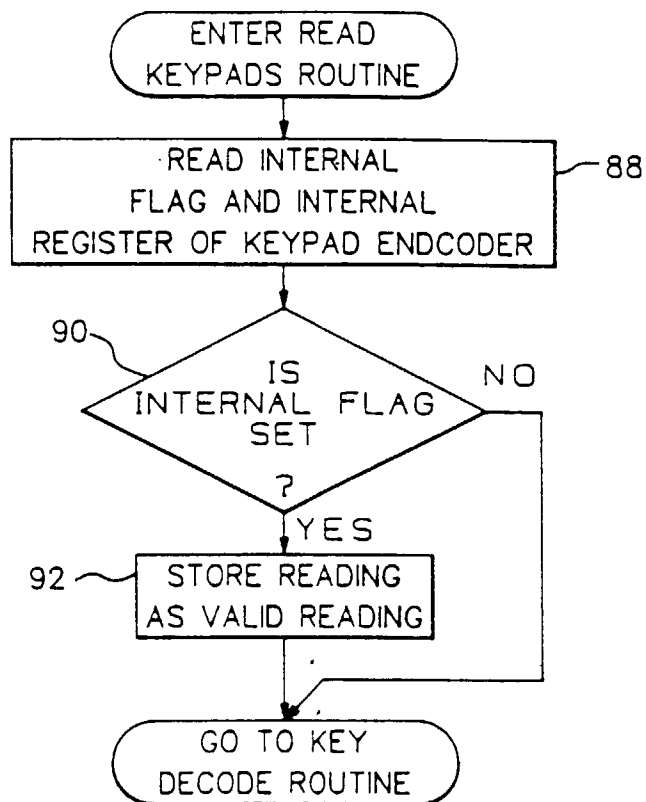 ENTER READ
KEYPADS ROUTINE
READ INTERNAL
FLAG AND INTERNAL
REGISTER OF KEYPAD ENDCODER
88
90
IS
INTERNAL FLAG
SET
?
NO
YES
92
STORE READING
AS VALID READING
GO TO KEY
DECODE ROUTINE